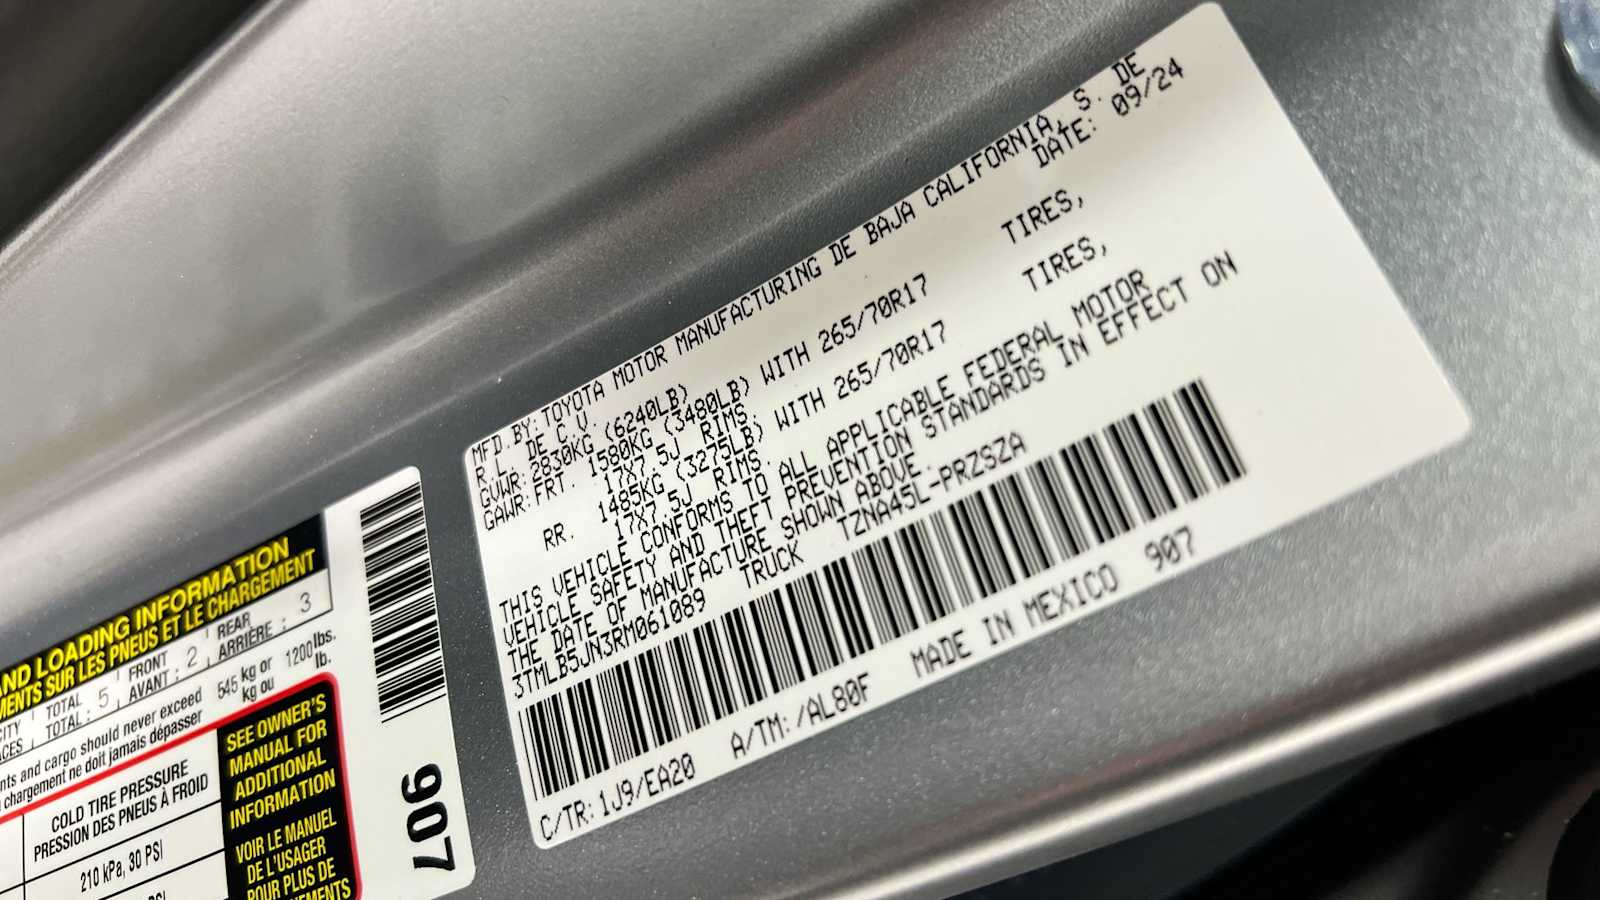 MFD.BY: TOYOTA MOTOR MANUFACTURING DE BAJA CALIFORNIA, S. DE
R.L. DE C.V. DATE: 09/24
GVWR: 2830KG (6240LB)
GAWR: FRT. 1580KG (3480LB) WITH 265/70R17 TIRES,
17X7.5J RIMS.
RR. 1485KG (3275LB) WITH 265/70R17 TIRES,
17X7.5J RIMS.
THIS VEHICLE CONFORMS TO ALL APPLICABLE FEDERAL MOTOR
VEHICLE SAFETY AND THEFT PREVENTION STANDARDS IN EFFECT ON
THE DATE OF MANUFACTURE SHOWN ABOVE.
3TMLB5JN3RM061089 TRUCK TZNA45L-PRZSZA
C/TR: 1J9/EA20 A/TM: /AL80F MADE IN MEXICO 907
AND LOADING INFORMATION
SUR LES PNEUS ET LE CHARGEMENT
TOTAL FRONT REAR
TOTAL : 5 AVANT : 2 ARRIÈRE : 3
and cargo should never exceed 545 kg or 1200 lbs.
chargement ne doit jamais dépasser kg ou lb.
COLD TIRE PRESSURE
PRESSION DES PNEUS À FROID
210 kPa, 30 PSI
PSI
SEE OWNER'S
MANUAL FOR
ADDITIONAL
INFORMATION
VOIR LE MANUEL
DE L'USAGER
POUR PLUS DE
907